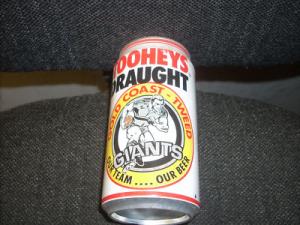 TOOHEYS
DRAUGHT
GOLD COAST - TWEED
GIANTS
OUR TEAM .... OUR BEER